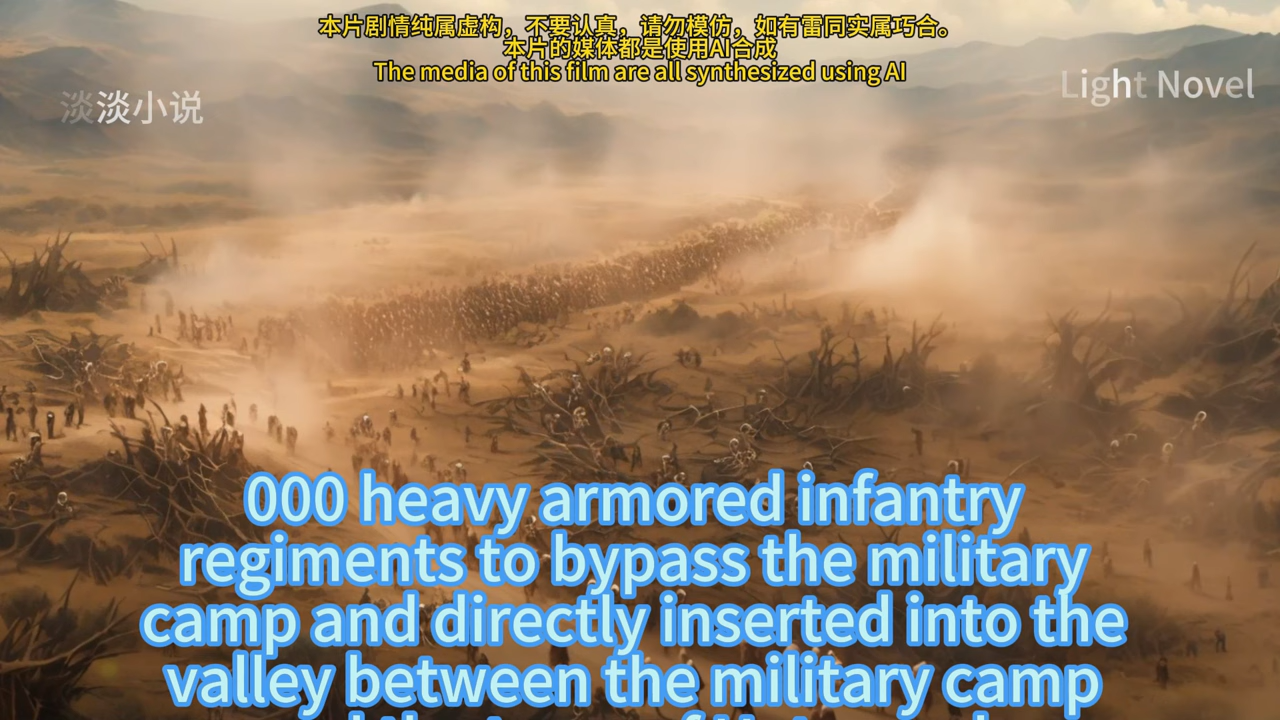 本片剧情纯属虚构，不要认真，请勿模仿，如有雷同实属巧合。
本片的媒体都是使用AI合成
The media of this film are all synthesized using AI
淡淡小说
Light Novel
000 heavy armored infantry
regiments to bypass the military
camp and directly inserted into the
valley between the military camp